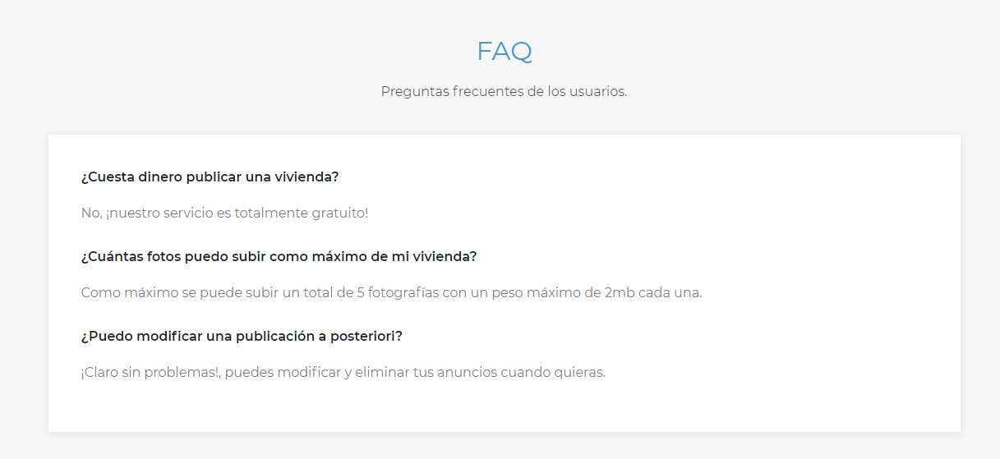 FAQ
Preguntas frecuentes de los usuarios.
¿Cuesta dinero publicar una vivienda?
No, ¡nuestro servicio es totalmente gratuito!
¿Cuántas fotos puedo subir como máximo de mi vivienda?
Como máximo se puede subir un total de 5 fotografías con un peso máximo de 2mb cada una.
¿Puedo modificar una publicación a posteriori?
¡Claro sin problemas!, puedes modificar y eliminar tus anuncios cuando quieras.